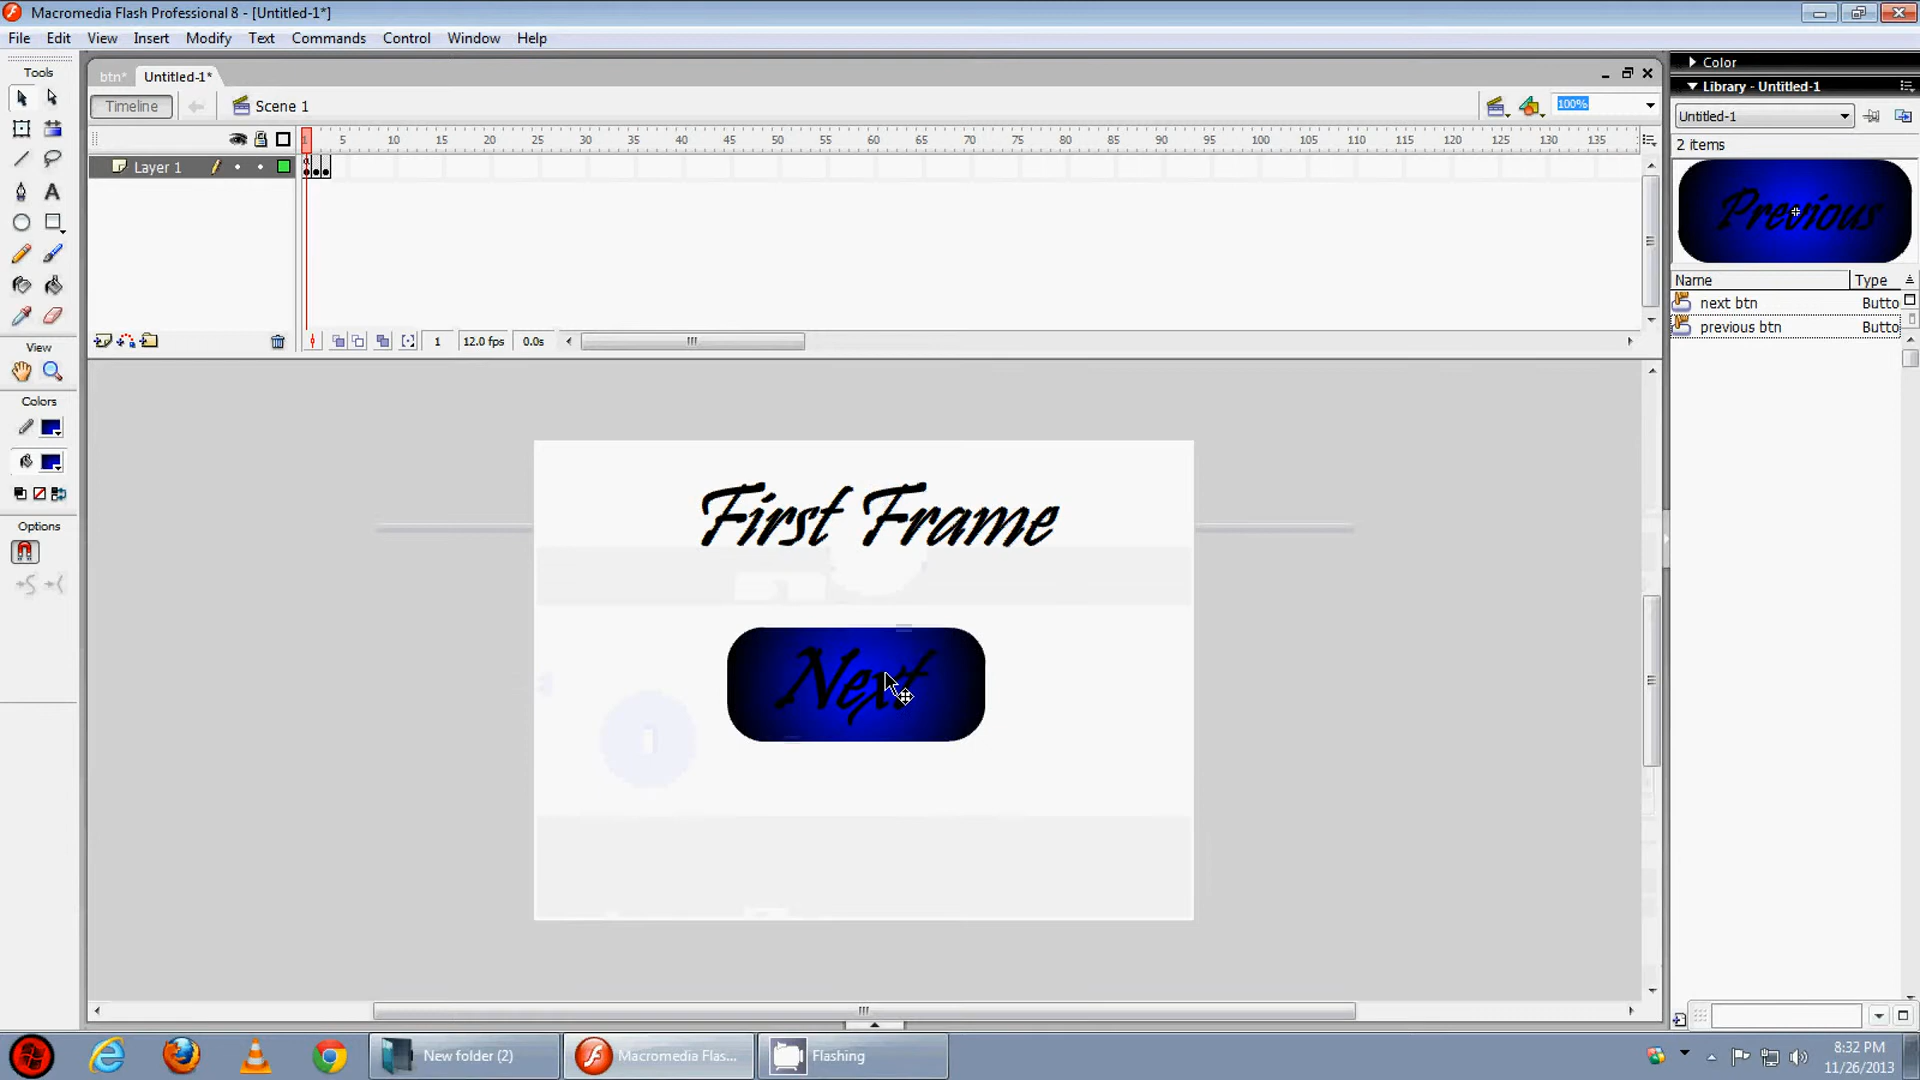 Macromedia Flash Professional 8 - [Untitled-1*]
File Edit View Insert Modify Text Commands Control Window Help
Tools
btn* Untitled-1*
Timeline Scene 1 100%
1 5 10 15 20 25 30 35 40 45 50 55 60 65 70 75 80 85 90 95 100 105 110 115 120 125 130 135
Layer 1
1 12.0 fps 0.0s
View
Colors
Options
Color
Library - Untitled-1
Untitled-1
2 items
Previous
Name Type
next btn Butto
previous btn Butto
First Frame
Next
New folder (2) Macromedia Flas... Flashing
8:32 PM
11/26/2013